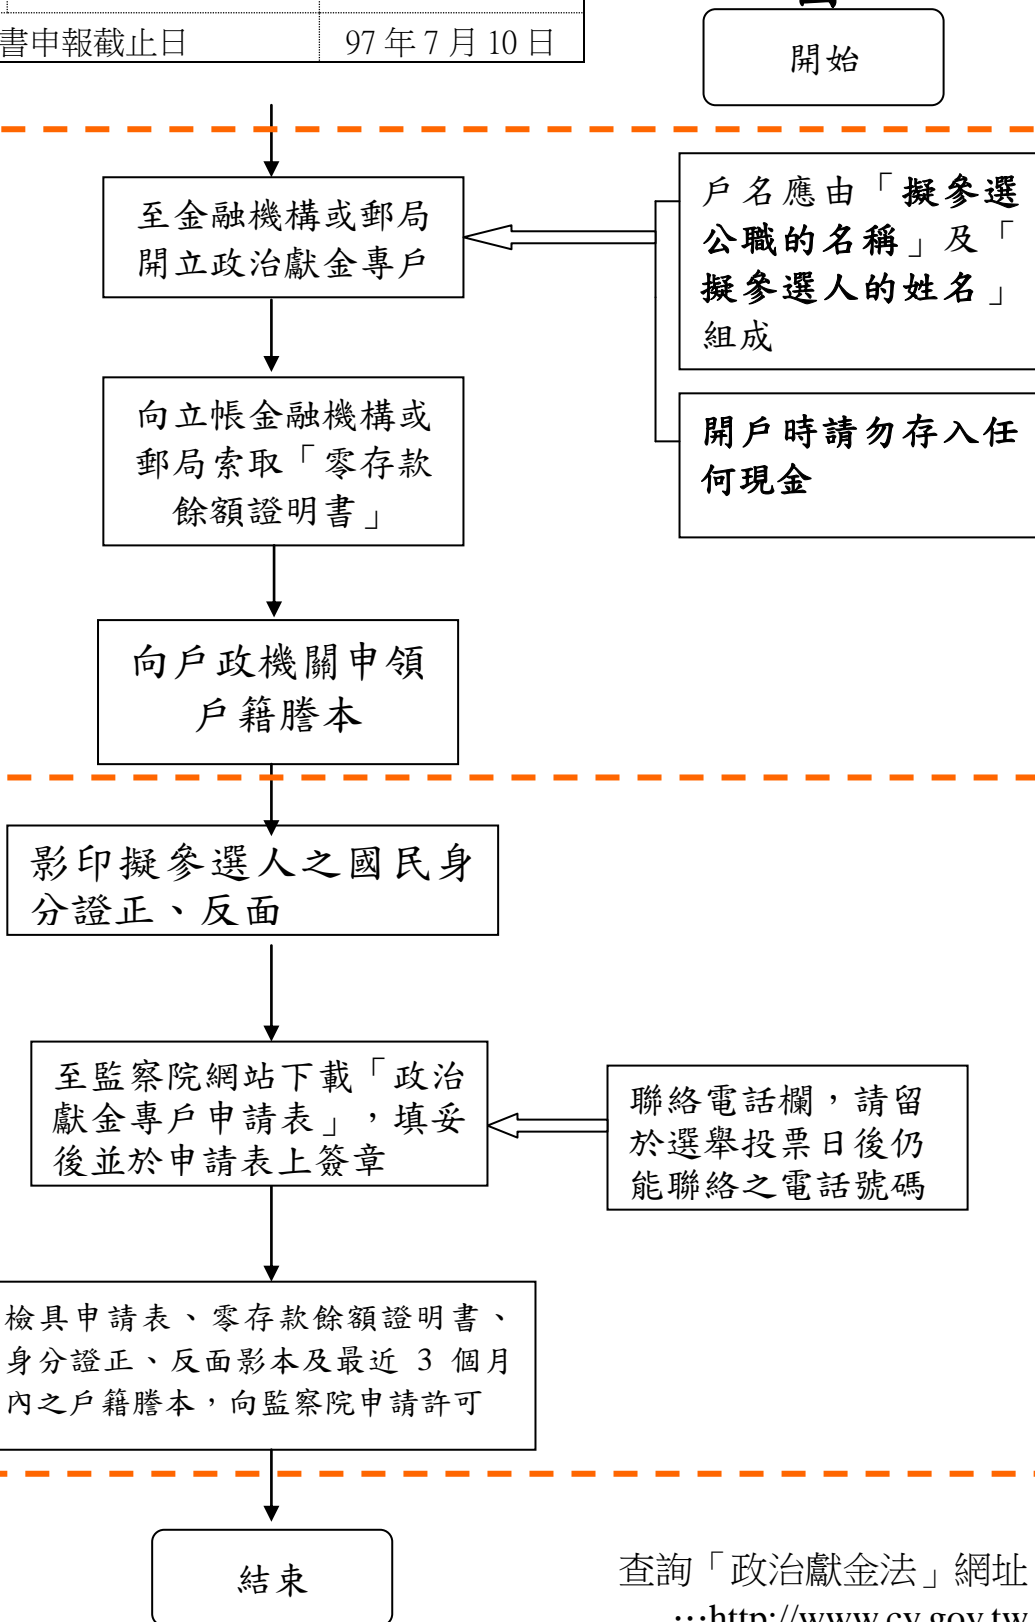 書申報截止日 97 年 7 月 10 日
開始
至金融機構或郵局
開立政治獻金專戶
戶名應由「擬參選
公職的名稱」及「
擬參選人的姓名」
組成
向立帳金融機構或
郵局索取「零存款
餘額證明書」
開戶時請勿存入任
何現金
向戶政機關申領
戶籍謄本
影印擬參選人之國民身
分證正、反面
至監察院網站下載「政治
獻金專戶申請表」，填妥
後並於申請表上簽章
聯絡電話欄，請留
於選舉投票日後仍
能聯絡之電話號碼
檢具申請表、零存款餘額證明書、
身分證正、反面影本及最近 3 個月
內之戶籍謄本，向監察院申請許可
結束
查詢「政治獻金法」網址
…http://www.cy.gov.tw